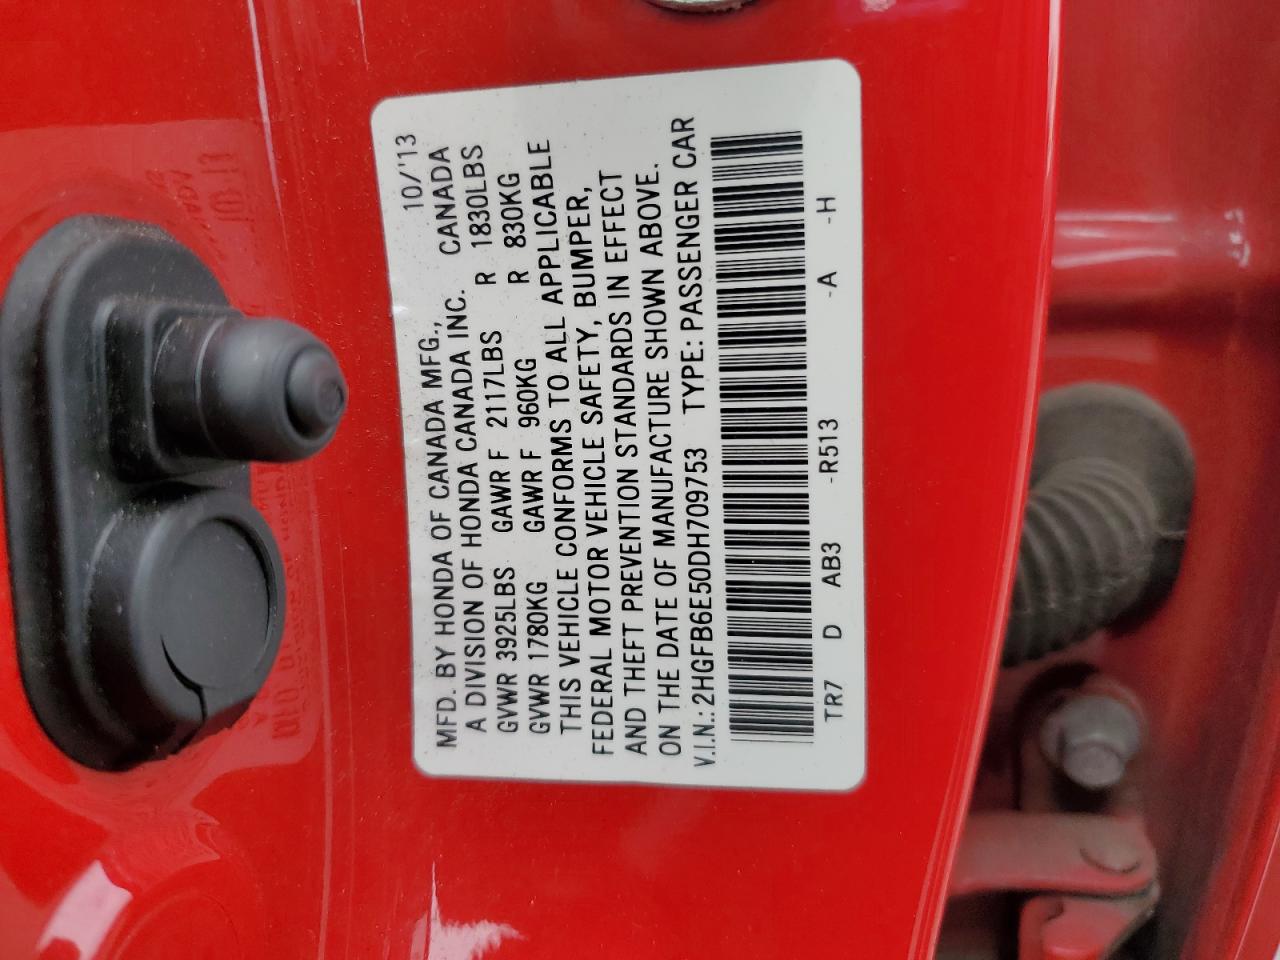 MFD. BY HONDA OF CANADA MFG., 10/'13
A DIVISION OF HONDA CANADA INC. CANADA
GVWR 3925LBS GAWR F 2117LBS R 1830LBS
GVWR 1780KG GAWR F 960KG R 830KG
THIS VEHICLE CONFORMS TO ALL APPLICABLE
FEDERAL MOTOR VEHICLE SAFETY, BUMPER,
AND THEFT PREVENTION STANDARDS IN EFFECT
ON THE DATE OF MANUFACTURE SHOWN ABOVE.
V.I.N.: 2HGFB6E50DH709753 TYPE: PASSENGER CAR
TR7 D AB3 -R513 -A -H